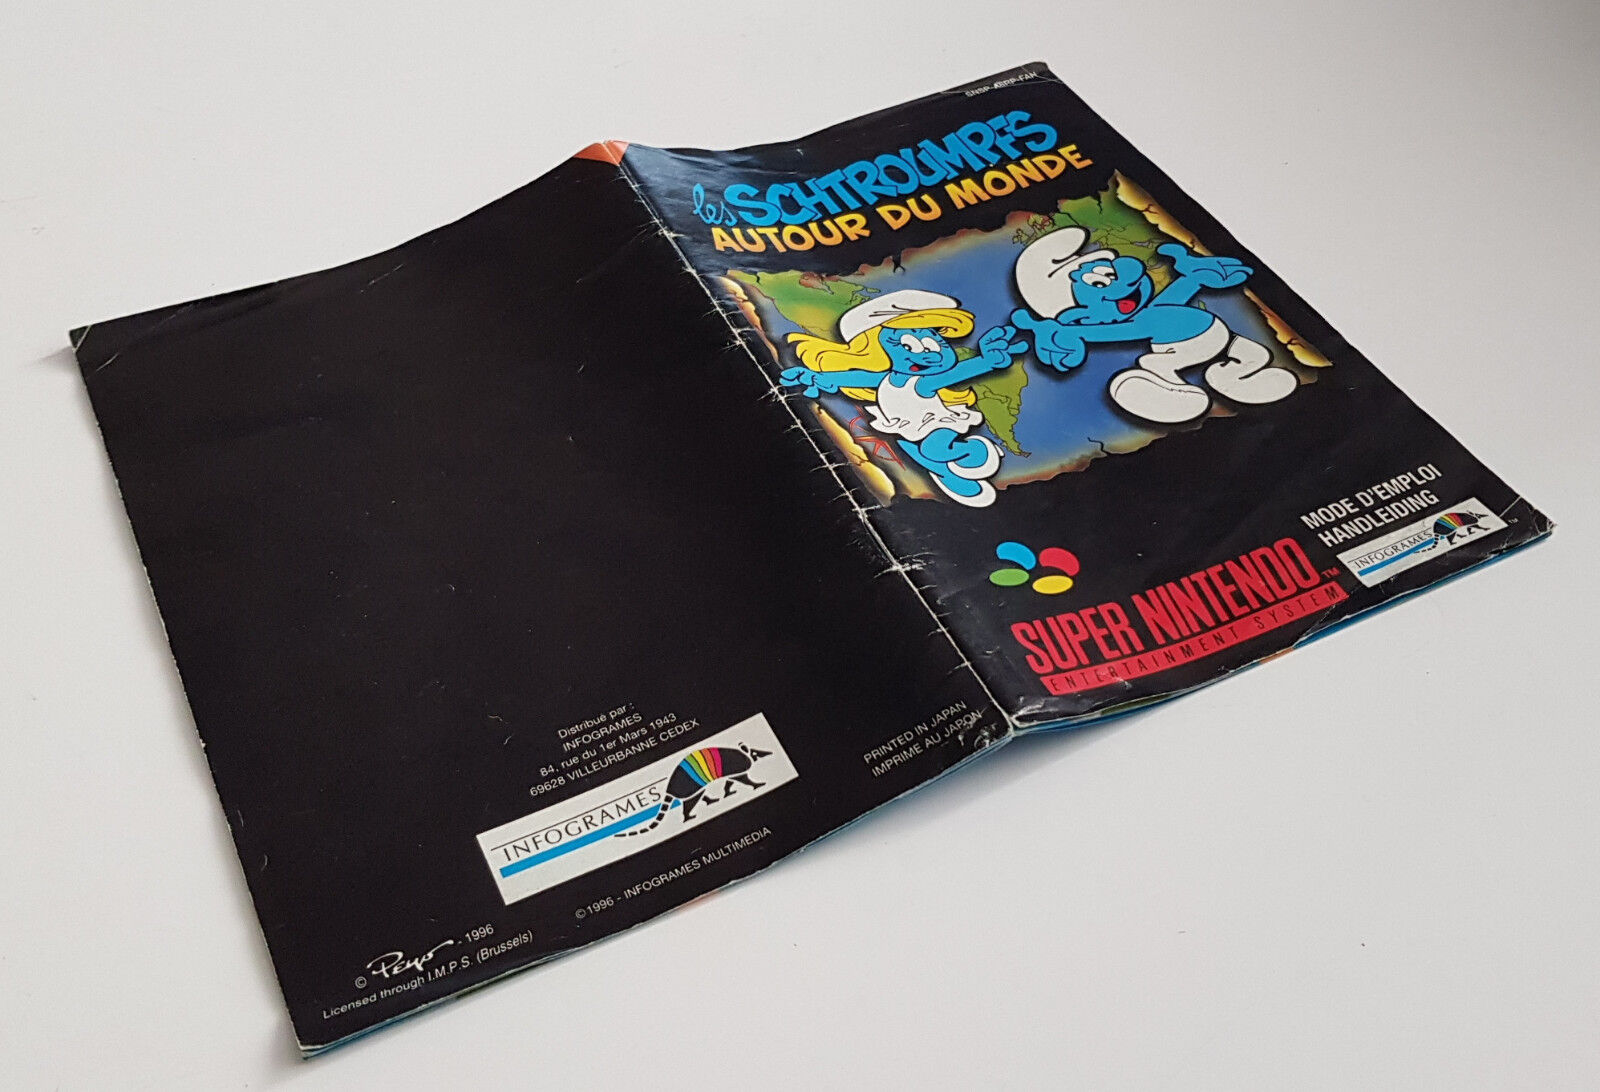 les SCHTROUMPFS
AUTOUR DU MONDE
MODE D'EMPLOI
HANDLEIDING
INFOGRAMES
TM
SUPER NINTENDO TM
ENTERTAINMENT SYSTEM
Distribué par :
INFOGRAMES
84, rue du 1er Mars 1943
69628 VILLEURBANNE CEDEX
INFOGRAMES
PRINTED IN JAPAN
IMPRIME AU JAPON
©1996 - INFOGRAMES MULTIMEDIA
© Peyo - 1996
Licensed through I.M.P.S. (Brussels)